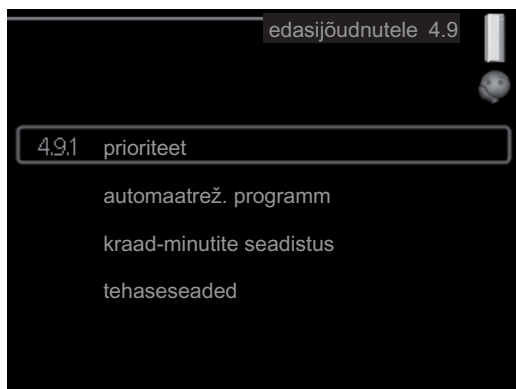 edasijõudnutele 4.9
4.9.1 prioriteet
automaatrež. programm
kraad-minutite seadistus
tehaseseaded